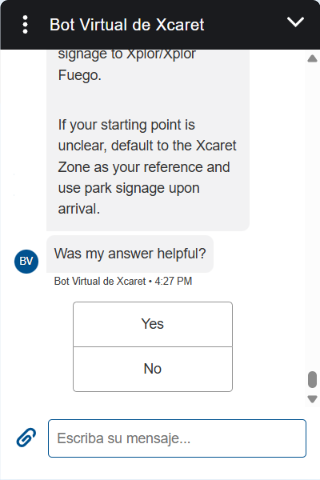 Bot Virtual de Xcaret
signage to Xplor/Xplor
Fuego.
If your starting point is
unclear, default to the Xcaret
Zone as your reference and
use park signage upon
arrival.
Was my answer helpful?
BV
Bot Virtual de Xcaret • 4:27 PM
Yes
No
Escriba su mensaje...